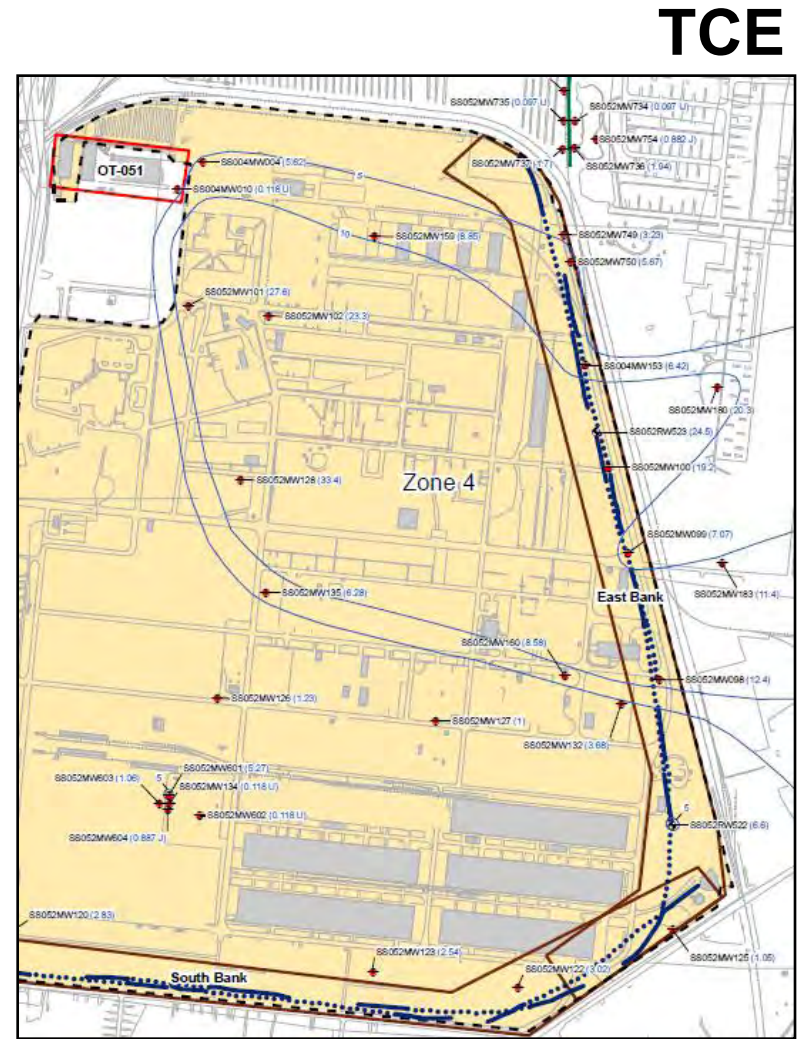 TCE
SS052MW735 (0.097 U)
SS052MW734 (0.097 U)
SS052MW754 (0.882 J)
SS052MW737 (1.7)
SS052MW736 (1.94)
OT-051
SS004MW004 (5.62)
5
SS004MW010 (0.118 U)
10
SS052MW159 (8.85)
SS052MW749 (3.23)
SS052MW750 (5.67)
SS052MW101 (27.6)
SS052MW102 (23.3)
SS004MW153 (6.42)
SS052MW180 (20.3)
SS052RW523 (24.5)
SS052MW100 (19.2)
Zone 4
SS052MW128 (33.4)
SS052MW099 (7.07)
SS052MW135 (6.28)
East Bank
SS052MW183 (11.4)
SS052MW160 (8.58)
SS052MW098 (12.4)
SS052MW126 (1.23)
SS052MW127 (1)
SS052MW132 (3.68)
SS052MW601 (5.27)
SS052MW603 (1.06)
5
SS052MW134 (0.118 U)
5
SS052MW602 (0.118 U)
SS052RW522 (6.6)
SS052MW604 (0.887 J)
SS052MW120 (2.83)
SS052MW123 (2.54)
SS052MW125 (1.05)
SS052MW122 (3.02)
South Bank